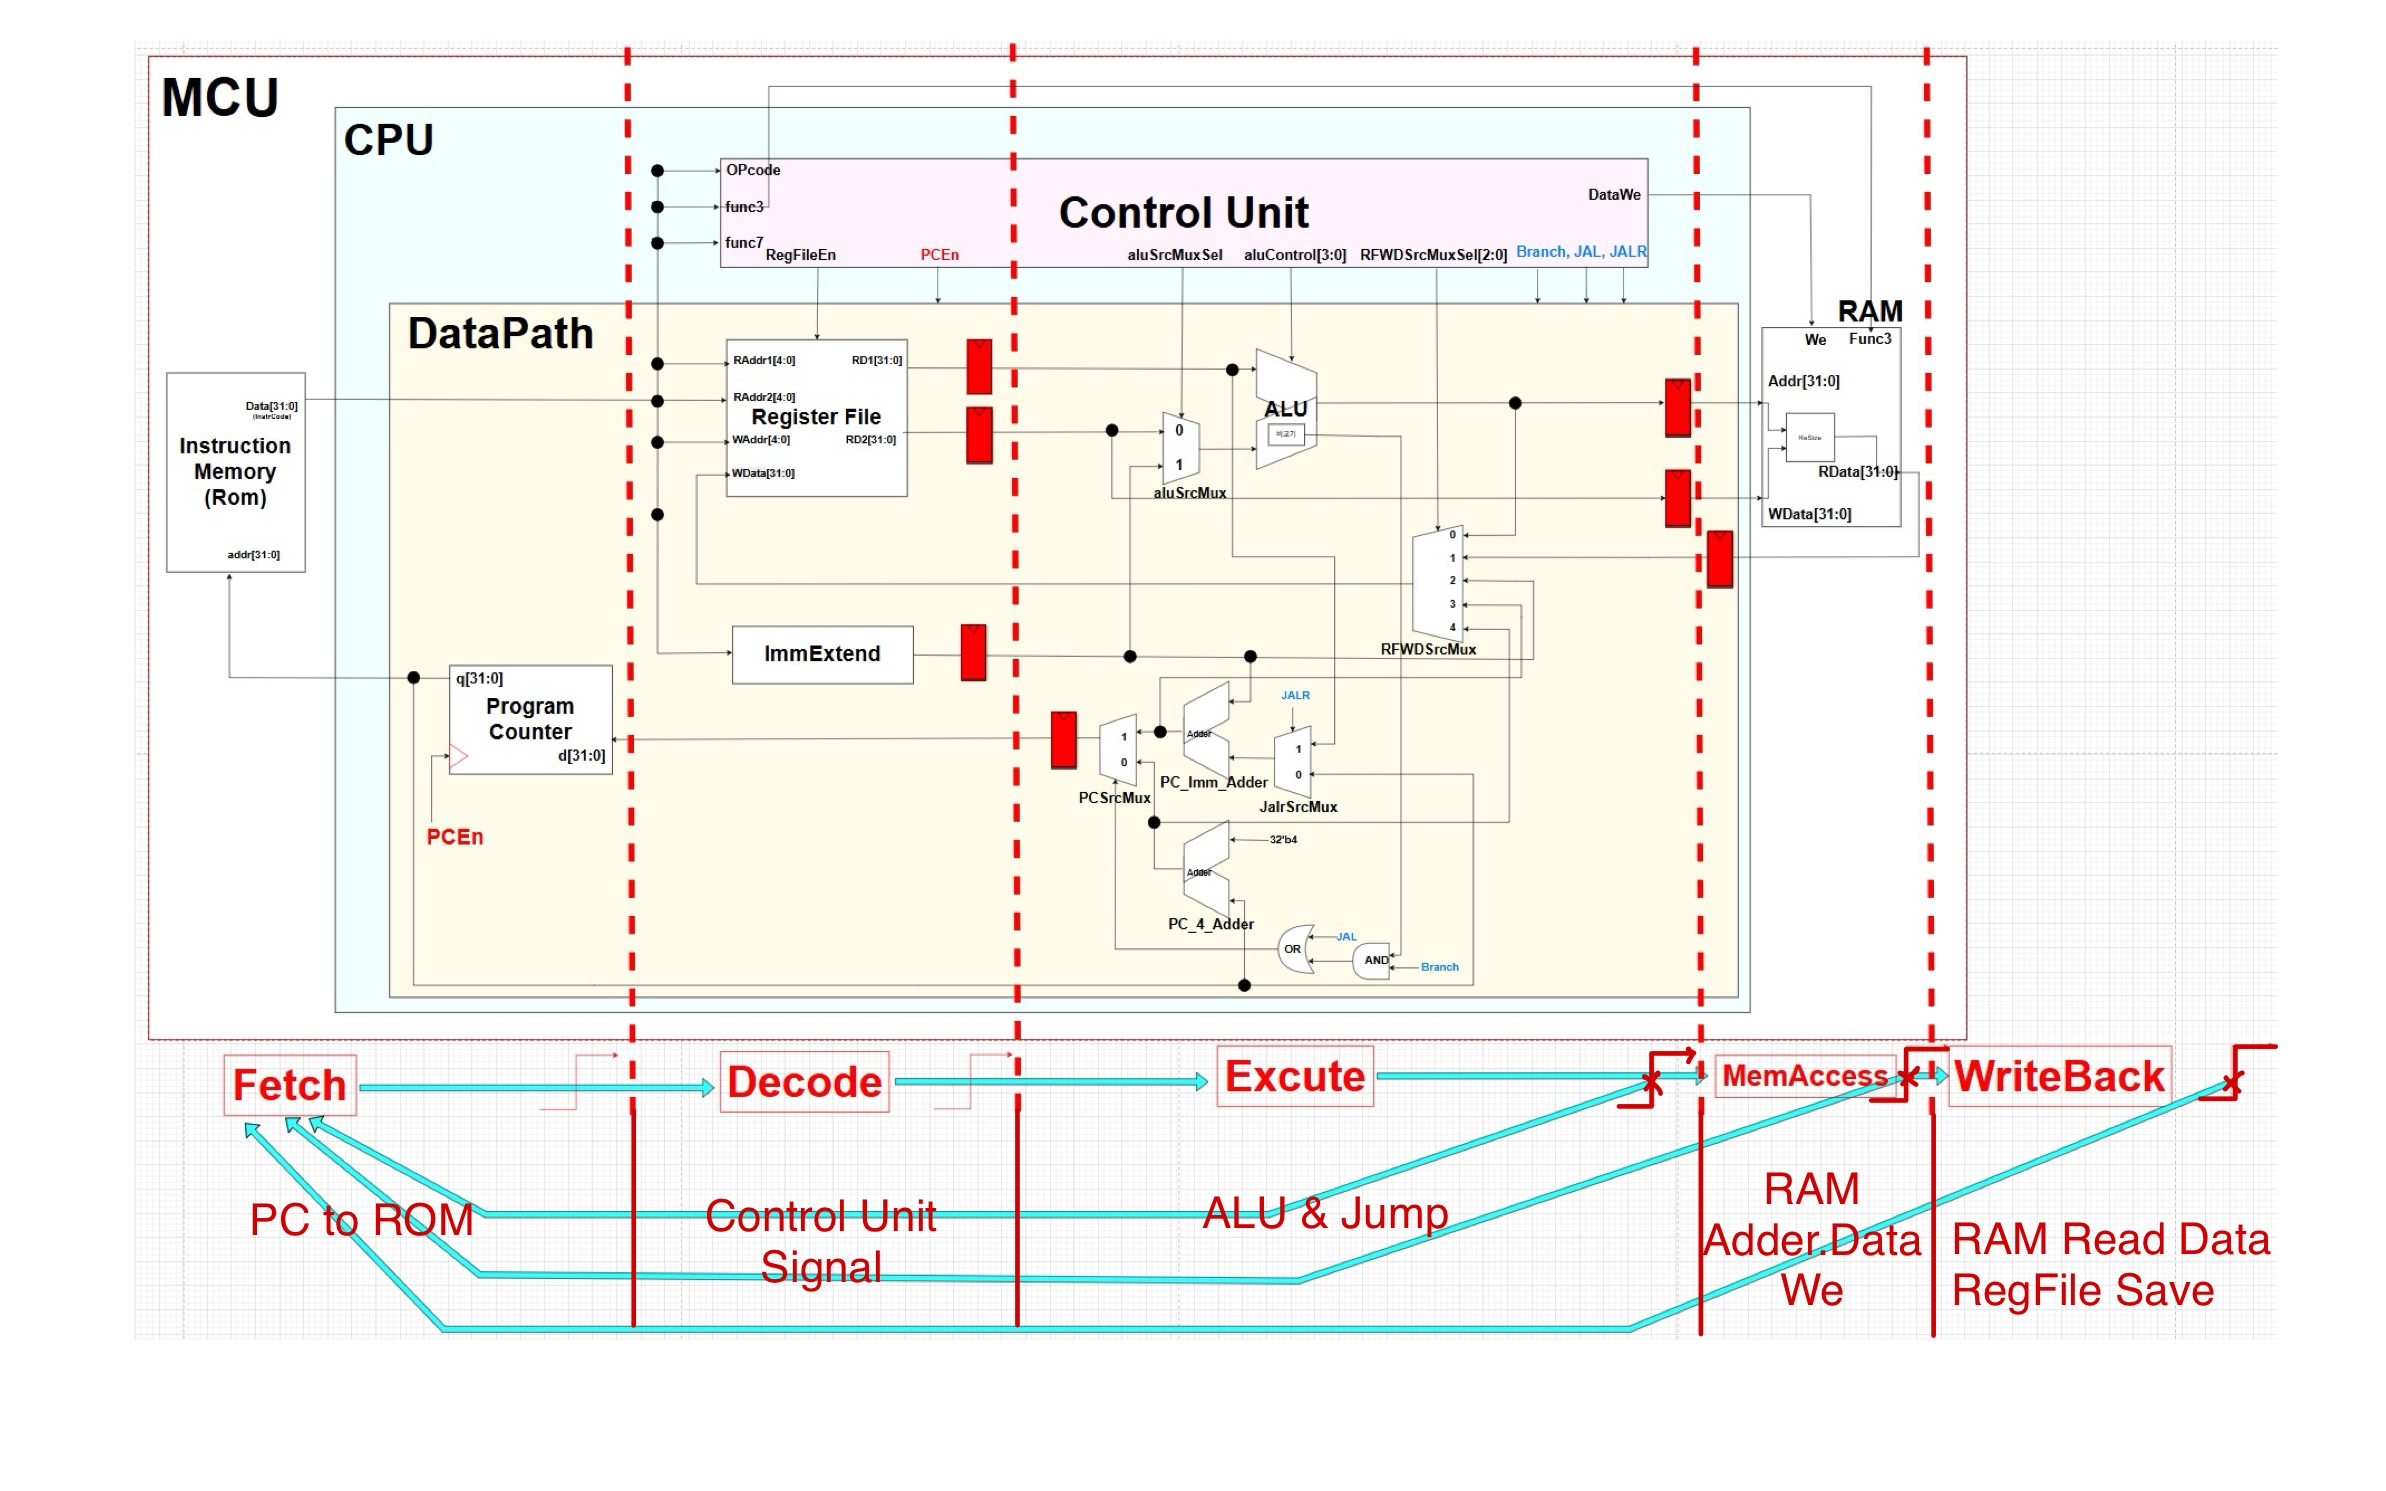 MCU
CPU
OPcode
func3
func7
RegFileEn
PCEn
Control Unit
aluSrcMuxSel
aluControl[3:0]
RFWDSrcMuxSel[2:0]
Branch, JAL, JALR
DataWe
DataPath
RAM
We
Func3
Addr[31:0]
ReSize
RData[31:0]
WData[31:0]
Data[31:0]
(InstrCode)
Instruction
Memory
(Rom)
addr[31:0]
RAddr1[4:0]
RD1[31:0]
RAddr2[4:0]
Register File
WAddr[4:0]
RD2[31:0]
WData[31:0]
0
1
aluSrcMux
ALU
비교기
0
1
2
3
4
RFWDSrcMux
ImmExtend
q[31:0]
Program
Counter
d[31:0]
PCEn
1
0
PCSrcMux
Adder
PC_Imm_Adder
JALR
1
0
JalrSrcMux
32'b4
Adder
PC_4_Adder
OR
JAL
AND
Branch
Fetch
Decode
Excute
MemAccess
WriteBack
PC to ROM
Control Unit
Signal
ALU & Jump
RAM
Adder.Data
We
RAM Read Data
RegFile Save